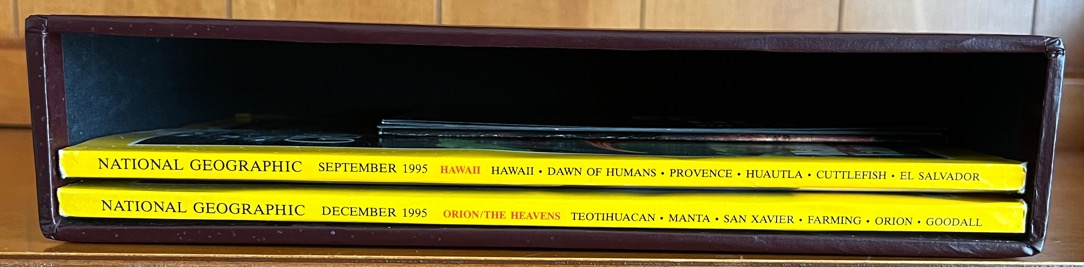 NATIONAL GEOGRAPHIC SEPTEMBER 1995 HAWAII HAWAII • DAWN OF HUMANS • PROVENCE • HUAUTLA • CUTTLEFISH • EL SALVADOR
NATIONAL GEOGRAPHIC DECEMBER 1995 ORION/THE HEAVENS TEOTIHUACAN • MANTA • SAN XAVIER • FARMING • ORION • GOODALL